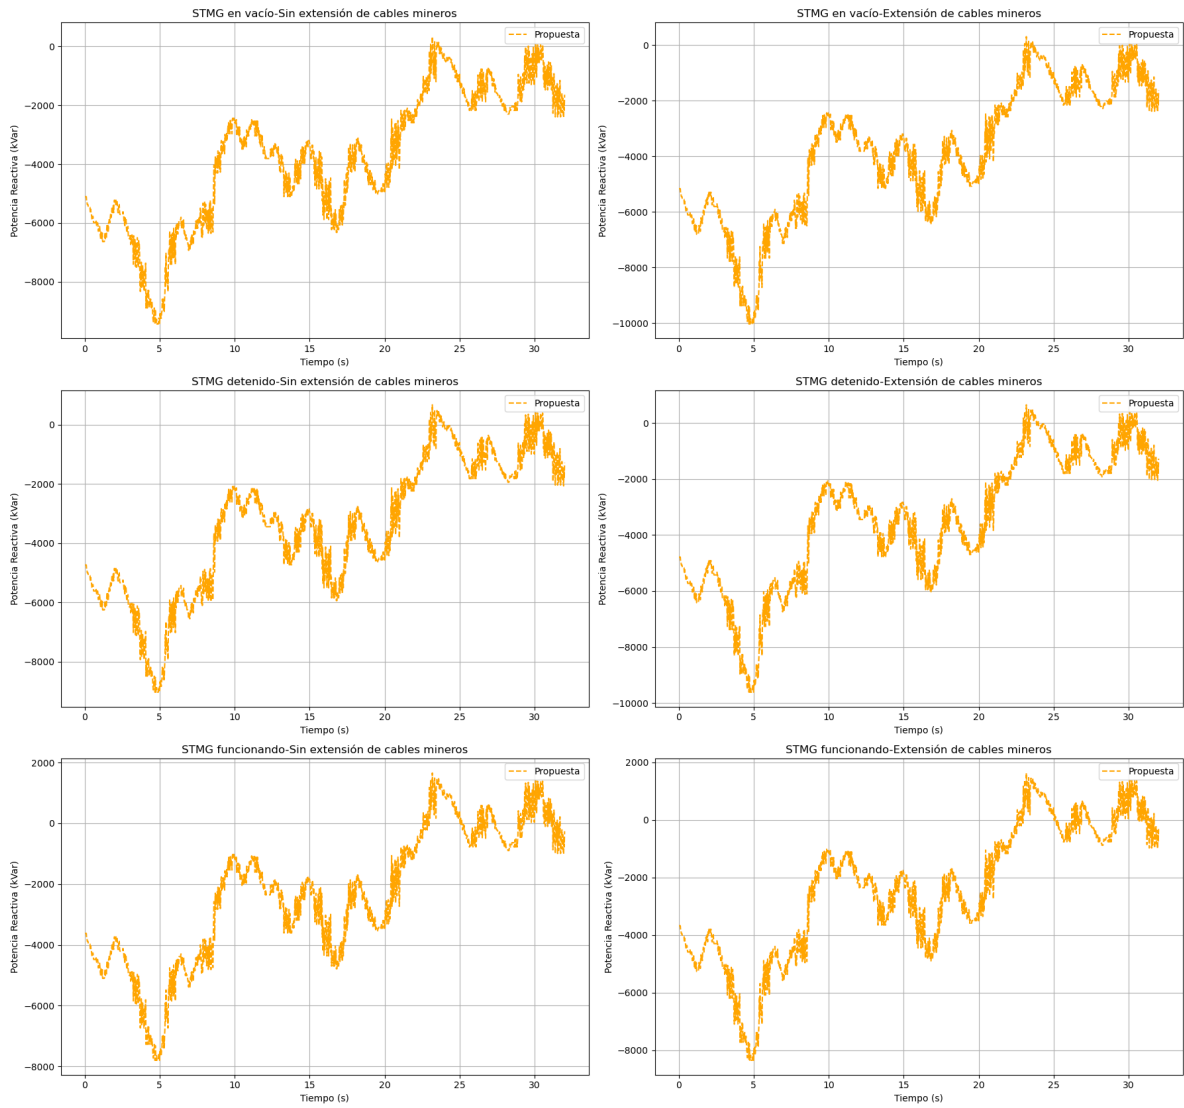 STMG en vacío-Sin extensión de cables mineros
Propuesta
Potencia Reactiva (kVar)
0
−2000
−4000
−6000
−8000
0 5 10 15 20 25 30
Tiempo (s)
STMG en vacío-Extensión de cables mineros
Propuesta
Potencia Reactiva (kVar)
0
−2000
−4000
−6000
−8000
−10000
0 5 10 15 20 25 30
Tiempo (s)
STMG detenido-Sin extensión de cables mineros
Propuesta
Potencia Reactiva (kVar)
0
−2000
−4000
−6000
−8000
0 5 10 15 20 25 30
Tiempo (s)
STMG detenido-Extensión de cables mineros
Propuesta
Potencia Reactiva (kVar)
0
−2000
−4000
−6000
−8000
−10000
0 5 10 15 20 25 30
Tiempo (s)
STMG funcionando-Sin extensión de cables mineros
Propuesta
Potencia Reactiva (kVar)
2000
0
−2000
−4000
−6000
−8000
0 5 10 15 20 25 30
Tiempo (s)
STMG funcionando-Extensión de cables mineros
Propuesta
Potencia Reactiva (kVar)
2000
0
−2000
−4000
−6000
−8000
0 5 10 15 20 25 30
Tiempo (s)